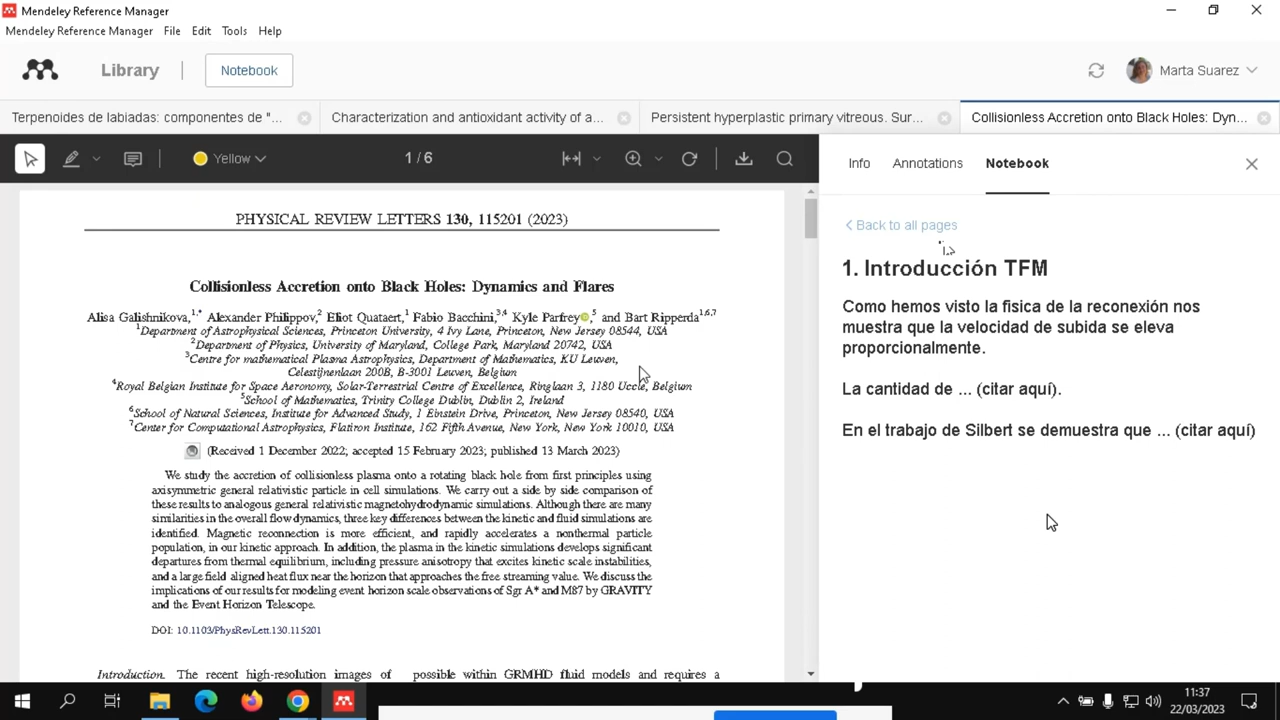 Mendeley Reference Manager
Mendeley Reference Manager File Edit Tools Help
Library Notebook Marta Suarez
Terpenoides de labiadas: componentes de "... Characterization and antioxidant activity of a... Persistent hyperplastic primary vitreous. Sur... Collisionless Accretion onto Black Holes: Dyn...
Yellow 1 / 6
PHYSICAL REVIEW LETTERS 130, 115201 (2023)
Collisionless Accretion onto Black Holes: Dynamics and Flares
Alisa Galishnikova,1,* Alexander Philippov,2 Eliot Quataert,1 Fabio Bacchini,3,4 Kyle Parfrey,5 and Bart Ripperda1,6,7
1Department of Astrophysical Sciences, Princeton University, 4 Ivy Lane, Princeton, New Jersey 08544, USA
2Department of Physics, University of Maryland, College Park, Maryland 20742, USA
3Centre for mathematical Plasma Astrophysics, Department of Mathematics, KU Leuven,
Celestijnenlaan 200B, B-3001 Leuven, Belgium
4Royal Belgian Institute for Space Aeronomy, Solar-Terrestrial Centre of Excellence, Ringlaan 3, 1180 Uccle, Belgium
5School of Mathematics, Trinity College Dublin, Dublin 2, Ireland
6School of Natural Sciences, Institute for Advanced Study, 1 Einstein Drive, Princeton, New Jersey 08540, USA
7Center for Computational Astrophysics, Flatiron Institute, 162 Fifth Avenue, New York, New York 10010, USA
(Received 1 December 2022; accepted 15 February 2023; published 13 March 2023)
We study the accretion of collisionless plasma onto a rotating black hole from first principles using
axisymmetric general relativistic particle in cell simulations. We carry out a side by side comparison of
these results to analogous general relativistic magnetohydrodynamic simulations. Although there are many
similarities in the overall flow dynamics, three key differences between the kinetic and fluid simulations are
identified. Magnetic reconnection is more efficient, and rapidly accelerates a nonthermal particle
population, in our kinetic approach. In addition, the plasma in the kinetic simulations develops significant
departures from thermal equilibrium, including pressure anisotropy that excites kinetic scale instabilities,
and a large field aligned heat flux near the horizon that approaches the free streaming value. We discuss the
implications of our results for modeling event horizon scale observations of Sgr A* and M87 by GRAVITY
and the Event Horizon Telescope.
DOI: 10.1103/PhysRevLett.130.115201
Introduction. The recent high-resolution images of possible within GRMHD fluid models and requires a
Info Annotations Notebook
Back to all pages
1. Introducción TFM
Como hemos visto la física de la reconexión nos
muestra que la velocidad de subida se eleva
proporcionalmente.
La cantidad de ... (citar aquí).
En el trabajo de Silbert se demuestra que ... (citar aquí)
11:37
22/03/2023